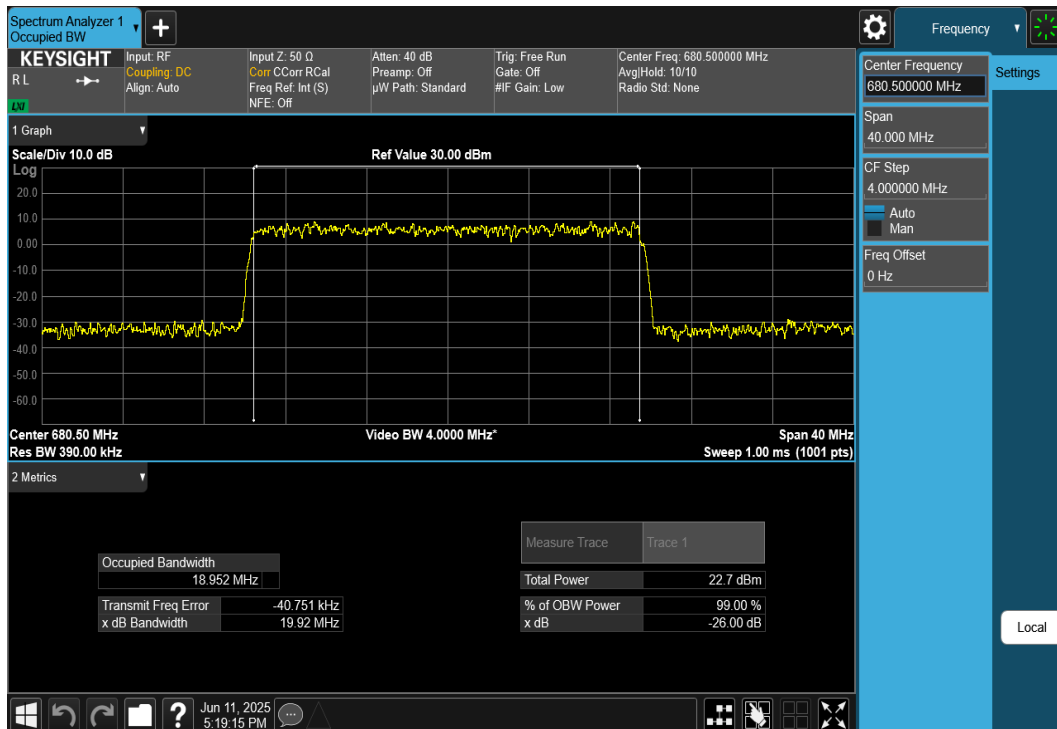 Spectrum Analyzer 1
Occupied BW
Frequency
KEYSIGHT
R L
LXI
Input: RF
Coupling: DC
Align: Auto
Input Z: 50 Ω
Corr CCorr RCal
Freq Ref: Int (S)
NFE: Off
Atten: 40 dB
Preamp: Off
µW Path: Standard
Trig: Free Run
Gate: Off
#IF Gain: Low
Center Freq: 680.500000 MHz
Avg|Hold: 10/10
Radio Std: None
Center Frequency
680.500000 MHz
Settings
Span
40.000 MHz
CF Step
4.000000 MHz
Auto
Man
Freq Offset
0 Hz
1 Graph
Scale/Div 10.0 dB
Ref Value 30.00 dBm
Log
20.0
10.0
0.00
-10.0
-20.0
-30.0
-40.0
-50.0
-60.0
Center 680.50 MHz
Video BW 4.0000 MHz*
Span 40 MHz
Res BW 390.00 kHz
Sweep 1.00 ms (1001 pts)
2 Metrics
Measure Trace
Trace 1
Occupied Bandwidth
18.952 MHz
Total Power
22.7 dBm
Transmit Freq Error
-40.751 kHz
% of OBW Power
99.00 %
x dB Bandwidth
19.92 MHz
x dB
-26.00 dB
Local
?
Jun 11, 2025
5:19:15 PM